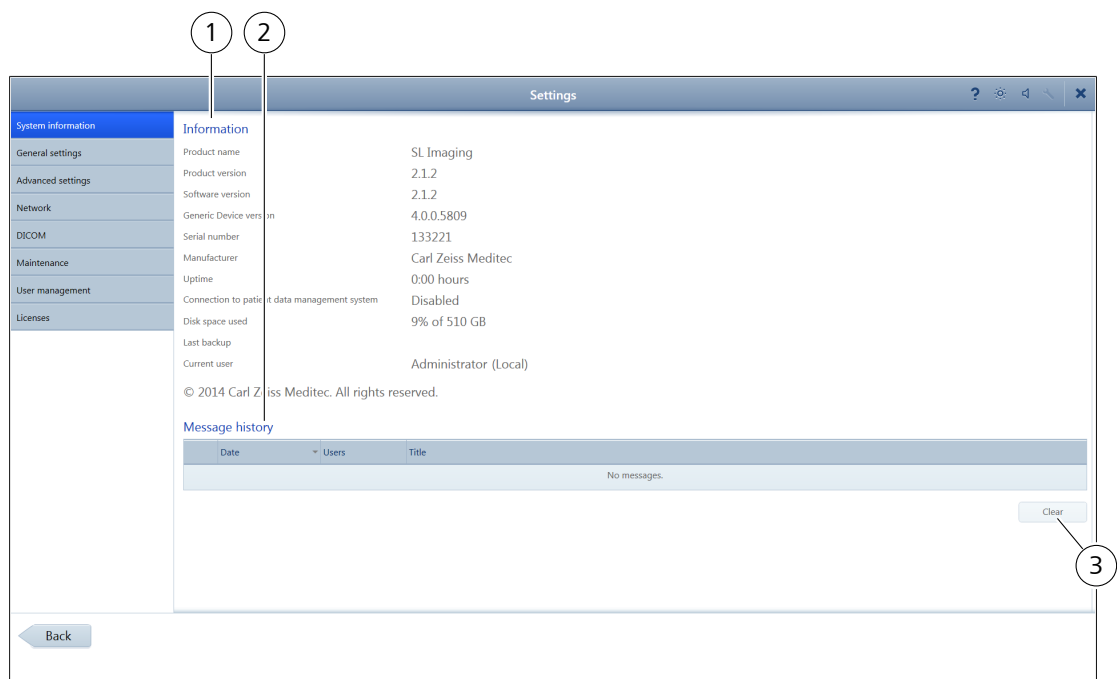 1 2
Settings ?
System information
General settings
Advanced settings
Network
DICOM
Maintenance
User management
Licenses
Information
Product name SL Imaging
Product version 2.1.2
Software version 2.1.2
Generic Device version 4.0.0.5809
Serial number 133221
Manufacturer Carl Zeiss Meditec
Uptime 0:00 hours
Connection to patient data management system Disabled
Disk space used 9% of 510 GB
Last backup
Current user Administrator (Local)
© 2014 Carl Zeiss Meditec. All rights reserved.
Message history
Date Users Title
No messages.
Clear
3
Back